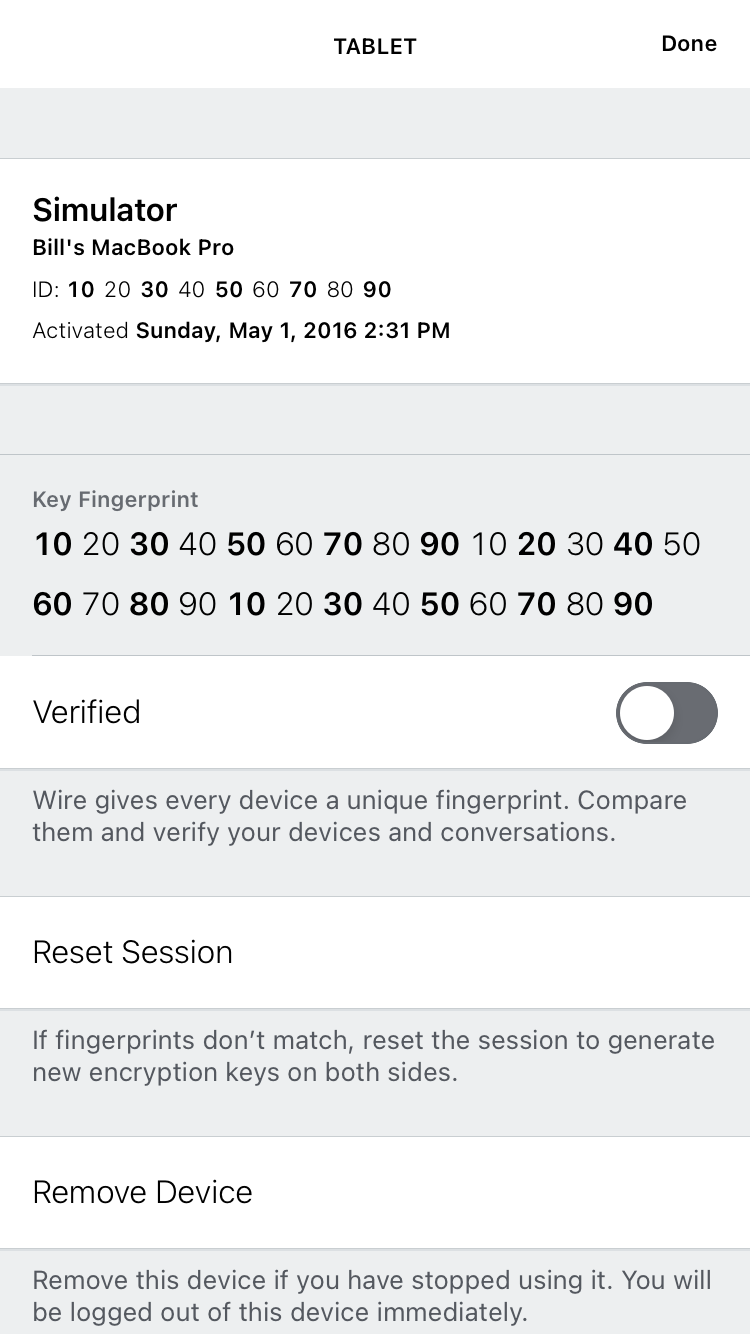 TABLET
Done
Simulator
Bill's MacBook Pro
ID: 10 20 30 40 50 60 70 80 90
Activated Sunday, May 1, 2016 2:31 PM
Key Fingerprint
10 20 30 40 50 60 70 80 90 10 20 30 40 50
60 70 80 90 10 20 30 40 50 60 70 80 90
Verified
Wire gives every device a unique fingerprint. Compare
them and verify your devices and conversations.
Reset Session
If fingerprints don’t match, reset the session to generate
new encryption keys on both sides.
Remove Device
Remove this device if you have stopped using it. You will
be logged out of this device immediately.